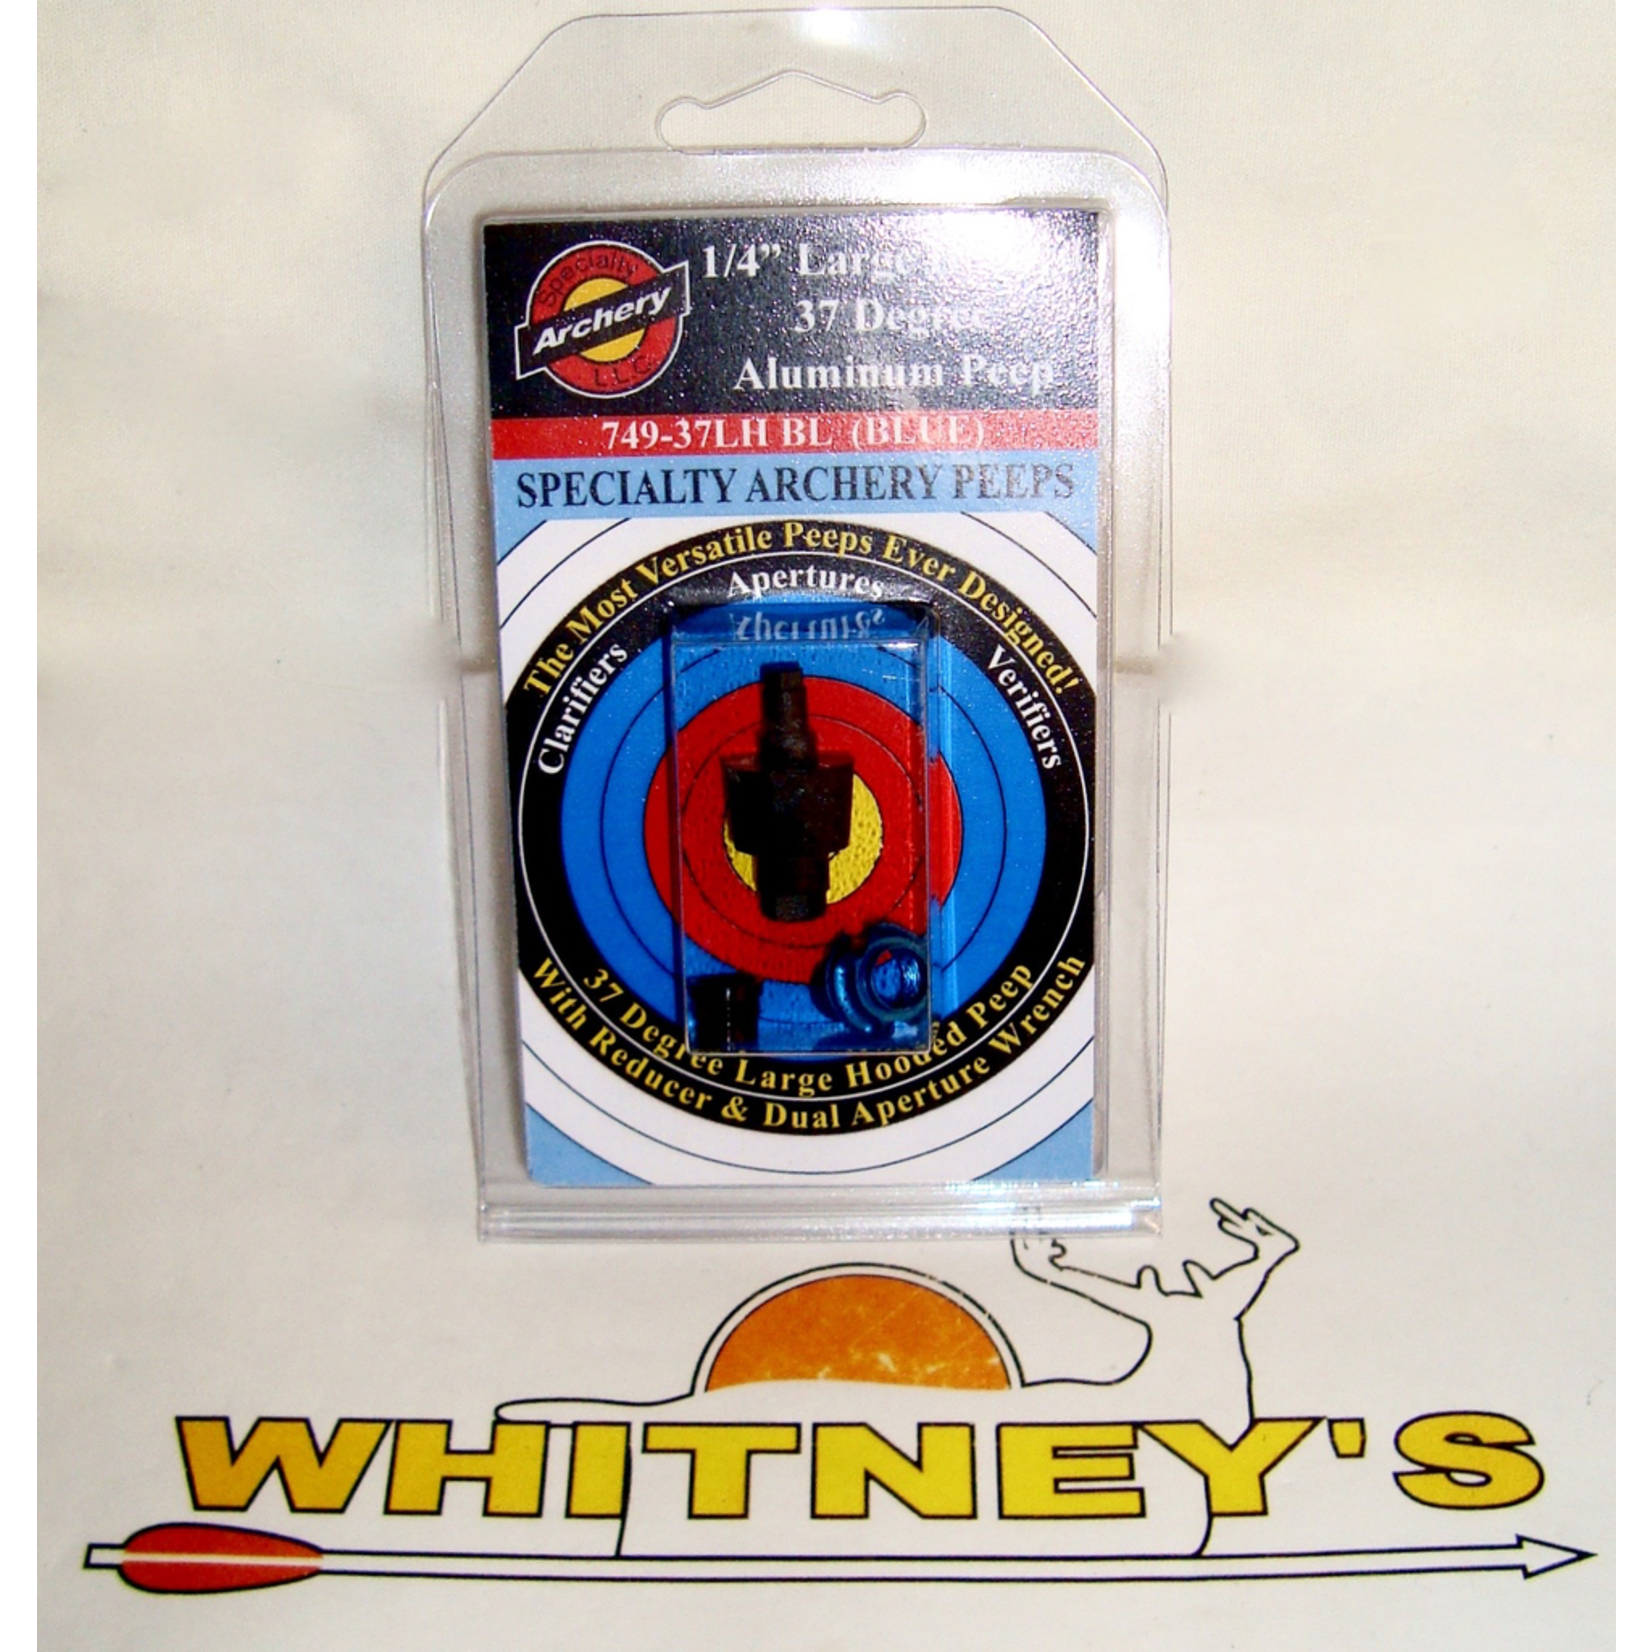 Specialty
Archery
L.L.C.
1/4” Large
37 Degree
Aluminum Peep
749-37LH BL (BLUE)
SPECIALTY ARCHERY PEEPS
The Most Versatile Peeps Ever Designed!
Clarifiers Apertures Verifiers
37 Degree Large Hooded Peep
With Reducer & Dual Aperture Wrench
WHITNEY'S